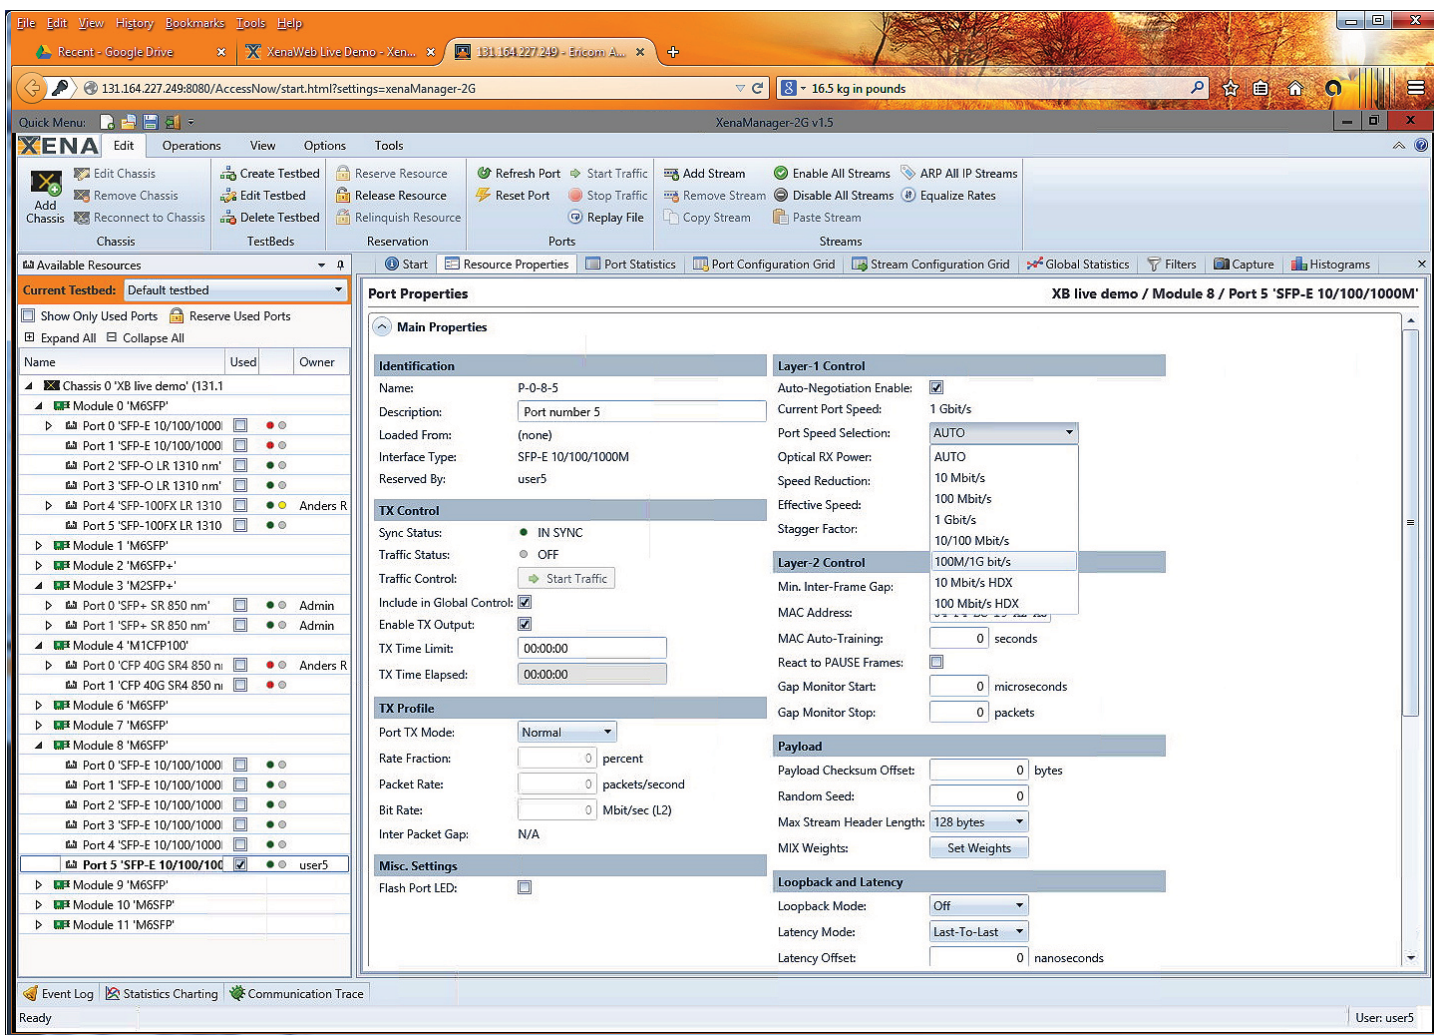 File Edit View History Bookmarks Tools Help
Recent - Google Drive × XenaWeb Live Demo - Xen... × 131.164.227.249 - Ericom A... × +
131.164.227.249:8080/AccessNow/start.html?settings=xenaManager-2G 16.5 kg in pounds
Quick Menu: XenaManager-2G v1.5
XENA Edit Operations View Options Tools
Edit Chassis Create Testbed Reserve Resource Refresh Port Start Traffic Add Stream Enable All Streams ARP All IP Streams
Add Chassis Remove Chassis Edit Testbed Release Resource Reset Port Stop Traffic Remove Stream Disable All Streams Equalize Rates
Reconnect to Chassis Delete Testbed Relinquish Resource Replay File Copy Stream Paste Stream
Chassis TestBeds Reservation Ports Streams
Available Resources
Start Resource Properties Port Statistics Port Configuration Grid Stream Configuration Grid Global Statistics Filters Capture Histograms ×
Current Testbed: Default testbed
Show Only Used Ports Reserve Used Ports
Expand All Collapse All
Name Used Owner
Chassis 0 'XB live demo' (131.1
Module 0 'M6SFP'
Port 0 'SFP-E 10/100/1000
Port 1 'SFP-E 10/100/1000
Port 2 'SFP-O LR 1310 nm'
Port 3 'SFP-O LR 1310 nm'
Port 4 'SFP-100FX LR 1310 Anders R
Port 5 'SFP-100FX LR 1310
Module 1 'M6SFP'
Module 2 'M6SFP+'
Module 3 'M2SFP+'
Port 0 'SFP+ SR 850 nm' Admin
Port 1 'SFP+ SR 850 nm' Admin
Module 4 'M1CFP100'
Port 0 'CFP 40G SR4 850 n Anders R
Port 1 'CFP 40G SR4 850 n
Module 6 'M6SFP'
Module 7 'M6SFP'
Module 8 'M6SFP'
Port 0 'SFP-E 10/100/1000
Port 1 'SFP-E 10/100/1000
Port 2 'SFP-E 10/100/1000
Port 3 'SFP-E 10/100/1000
Port 4 'SFP-E 10/100/1000
Port 5 'SFP-E 10/100/100 user5
Module 9 'M6SFP'
Module 10 'M6SFP'
Module 11 'M6SFP'
Port Properties XB live demo / Module 8 / Port 5 'SFP-E 10/100/1000M'
Main Properties
Identification
Name: P-0-8-5
Description: Port number 5
Loaded From: (none)
Interface Type: SFP-E 10/100/1000M
Reserved By: user5
TX Control
Sync Status: IN SYNC
Traffic Status: OFF
Traffic Control: Start Traffic
Include in Global Control:
Enable TX Output:
TX Time Limit: 00:00:00
TX Time Elapsed: 00:00:00
TX Profile
Port TX Mode: Normal
Rate Fraction: 0 percent
Packet Rate: 0 packets/second
Bit Rate: 0 Mbit/sec (L2)
Inter Packet Gap: N/A
Misc. Settings
Flash Port LED:
Layer-1 Control
Auto-Negotiation Enable:
Current Port Speed: 1 Gbit/s
Port Speed Selection: AUTO
Optical RX Power: AUTO
Speed Reduction: 10 Mbit/s
100 Mbit/s
Effective Speed: 1 Gbit/s
Stagger Factor: 10/100 Mbit/s
Layer-2 Control 100M/1G bit/s
Min. Inter-Frame Gap: 10 Mbit/s HDX
100 Mbit/s HDX
MAC Address:
MAC Auto-Training: 0 seconds
React to PAUSE Frames:
Gap Monitor Start: 0 microseconds
Gap Monitor Stop: 0 packets
Payload
Payload Checksum Offset: 0 bytes
Random Seed: 0
Max Stream Header Length: 128 bytes
MIX Weights: Set Weights
Loopback and Latency
Loopback Mode: Off
Latency Mode: Last-To-Last
Latency Offset: 0 nanoseconds
Event Log Statistics Charting Communication Trace
Ready User: user5